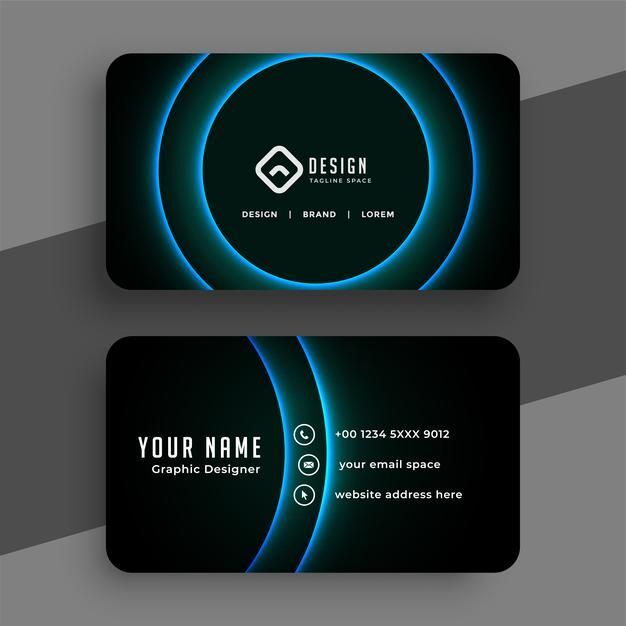 DESIGN
TAGLINE SPACE
DESIGN | BRAND | LOREM
YOUR NAME
Graphic Designer
+00 1234 5XXX 9012
your email space
website address here